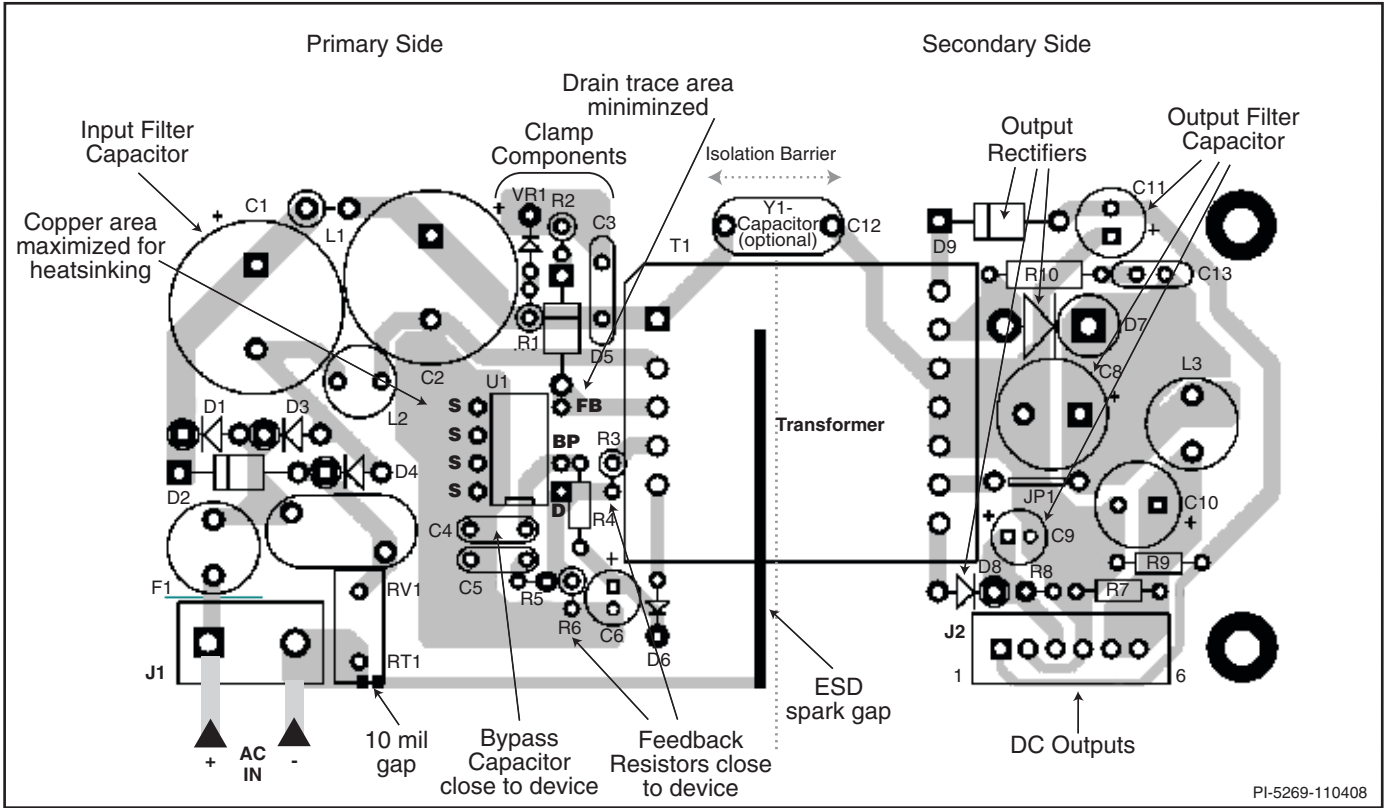 Primary Side
Secondary Side
Drain trace area
miniminzed
Input Filter
Capacitor
Clamp
Components
Isolation Barrier
Output
Rectifiers
Output Filter
Capacitor
Copper area
maximized for
heatsinking
+
C1
L1
+
VR1
R2
C3
T1
Y1-
Capacitor
(optional)
C12
D9
C11
+
R10
C13
R1
D5
D7
C2
L2
U1
C8
+
L3
S
FB
S
S
S
BP
D
R3
R4
Transformer
D1
D3
D2
D4
JP1
C10
+
C4
C5
R5
R6
+
C6
D6
+
C9
D8
R8
R9
R7
F1
RV1
RT1
J1
J2
1
6
+
AC
IN
-
10 mil
gap
Bypass
Capacitor
close to device
Feedback
Resistors close
to device
ESD
spark gap
DC Outputs
PI-5269-110408